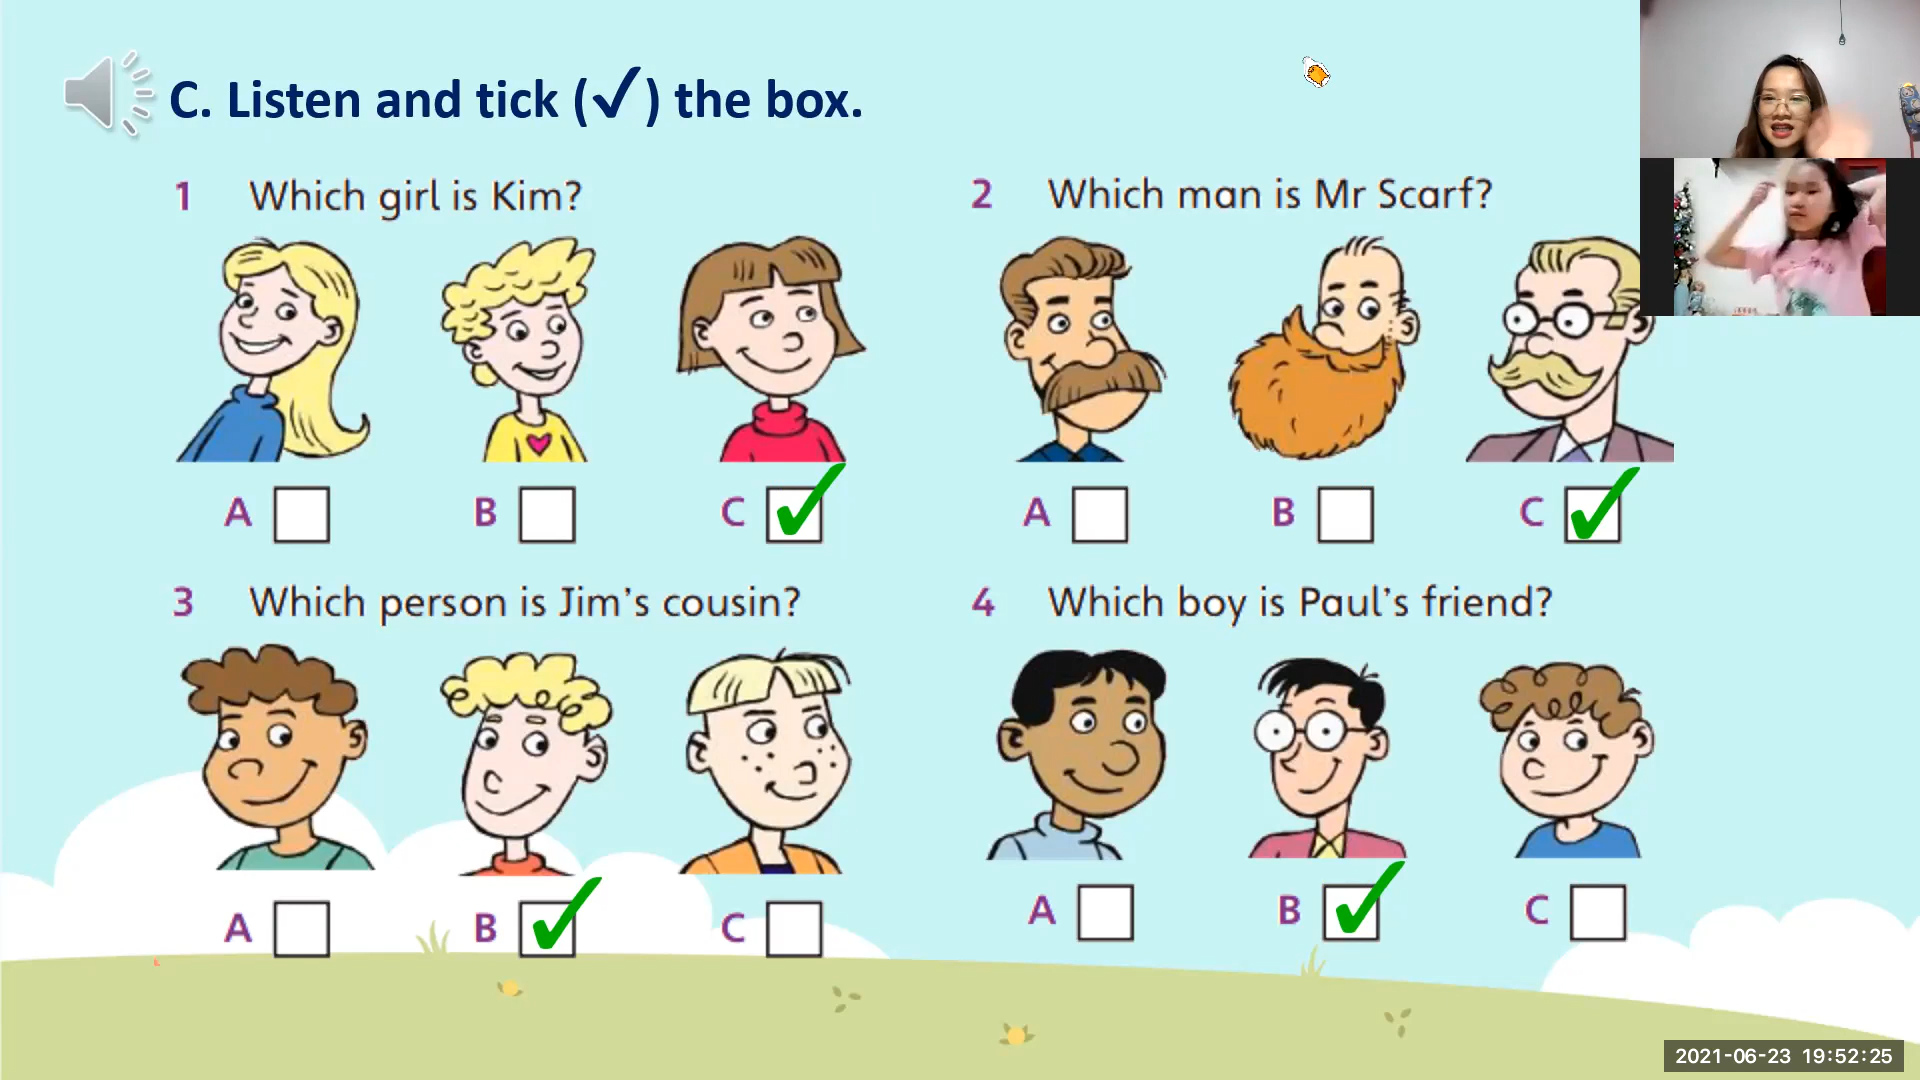 C. Listen and tick (✓) the box.
1 Which girl is Kim?
A B C ✓
2 Which man is Mr Scarf?
A B C ✓
3 Which person is Jim's cousin?
A B ✓ C
4 Which boy is Paul's friend?
A B ✓ C
2021-06-23 19:52:25